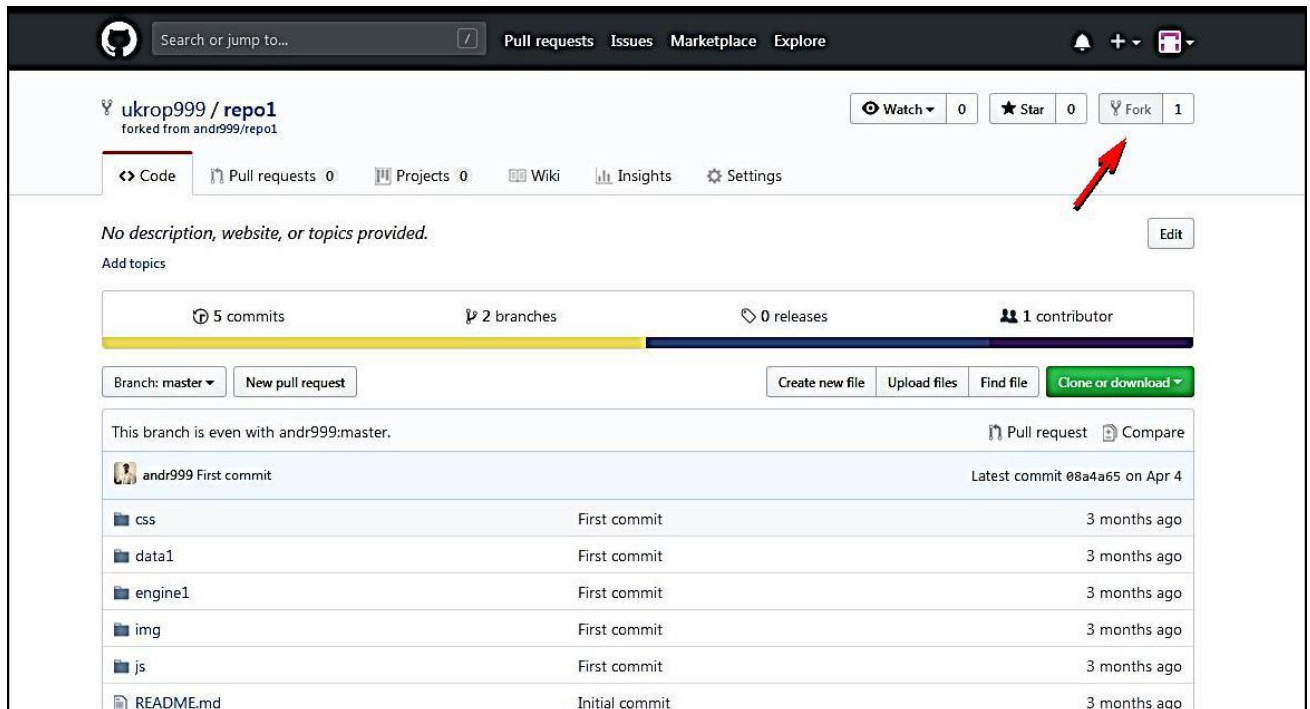 Search or jump to... / Pull requests Issues Marketplace Explore
ukrop999 / repo1 Watch 0 Star 0 Fork 1
forked from andr999/repo1
<> Code Pull requests 0 Projects 0 Wiki Insights Settings
No description, website, or topics provided. Edit
Add topics
5 commits 2 branches 0 releases 1 contributor
Branch: master New pull request Create new file Upload files Find file Clone or download
This branch is even with andr999:master. Pull request Compare
andr999 First commit Latest commit 08a4a65 on Apr 4
css First commit 3 months ago
data1 First commit 3 months ago
engine1 First commit 3 months ago
img First commit 3 months ago
js First commit 3 months ago
README.md Initial commit 3 months ago